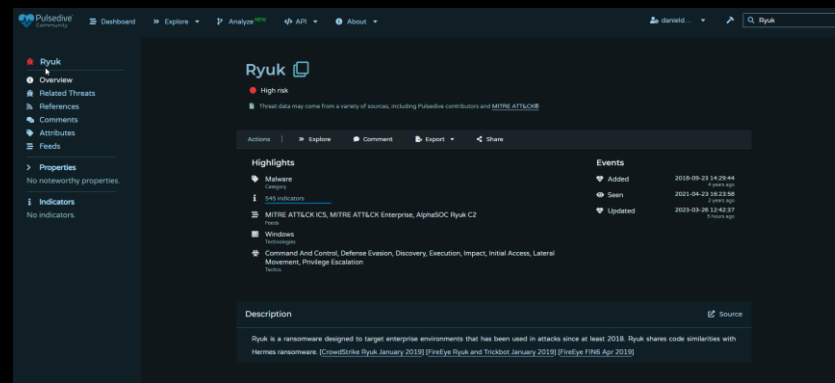 Pulsedive
Community
Dashboard
Explore
Analyze NEW
API
About
danield...
Ryuk
Ryuk
Overview
Related Threats
References
Comments
Attributes
Feeds
Properties
No noteworthy properties.
Indicators
No indicators.
Ryuk
High risk
Threat data may come from a variety of sources, including Pulsedive contributors and MITRE ATT&CK®
Actions | Explore Comment Export Share
Highlights
Malware
Category
545 indicators
MITRE ATT&CK ICS, MITRE ATT&CK Enterprise, AlphaSOC Ryuk C2
Feeds
Windows
Technologies
Command And Control, Defense Evasion, Discovery, Execution, Impact, Initial Access, Lateral
Movement, Privilege Escalation
Tactics
Events
Added 2018-09-23 14:29:44
4 years ago
Seen 2021-04-23 16:23:58
2 years ago
Updated 2023-03-26 12:42:37
5 hours ago
Description
Source
Ryuk is a ransomware designed to target enterprise environments that has been used in attacks since at least 2018. Ryuk shares code similarities with
Hermes ransomware. [CrowdStrike Ryuk January 2019] [FireEye Ryuk and Trickbot January 2019] [FireEye FIN6 Apr 2019]